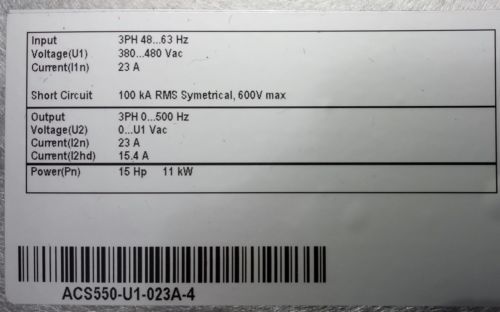 Input 3PH 48...63 Hz
Voltage(U1) 380...480 Vac
Current(I1n) 23 A
Short Circuit 100 kA RMS Symetrical, 600V max
Output 3PH 0...500 Hz
Voltage(U2) 0...U1 Vac
Current(I2n) 23 A
Current(I2hd) 15.4 A
Power(Pn) 15 Hp 11 kW
ACS550-U1-023A-4